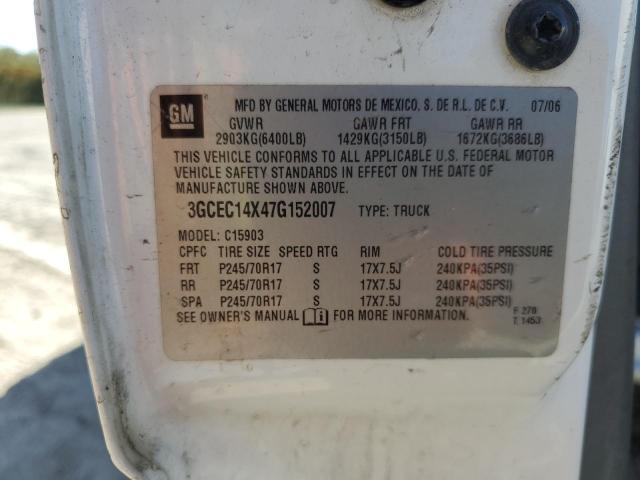 GM MFD BY GENERAL MOTORS DE MEXICO. S. DE R.L. DE C.V. 07/06
GVWR GAWR FRT GAWR RR
2903KG(6400LB) 1429KG(3150LB) 1672KG(3686LB)
THIS VEHICLE CONFORMS TO ALL APPLICABLE U.S. FEDERAL MOTOR
VEHICLE SAFETY STANDARDS IN EFFECT ON THE DATE OF
MANUFACTURE SHOWN ABOVE.
3GCEC14X47G152007 TYPE: TRUCK
MODEL: C15903
CPFC TIRE SIZE SPEED RTG RIM COLD TIRE PRESSURE
FRT P245/70R17 S 17X7.5J 240KPA(35PSI)
RR P245/70R17 S 17X7.5J 240KPA(35PSI)
SPA P245/70R17 S 17X7.5J 240KPA(35PSI)
SEE OWNER'S MANUAL FOR MORE INFORMATION.
F 270
T 1453